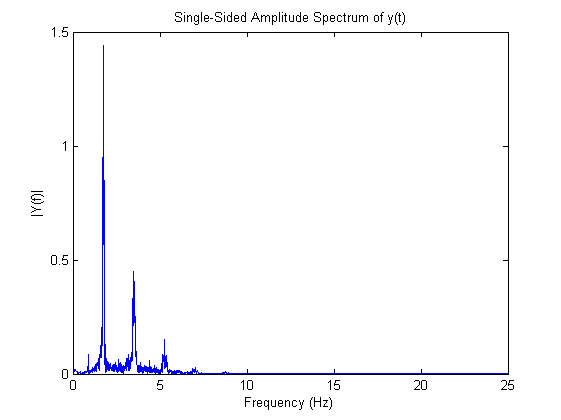 Single-Sided Amplitude Spectrum of y(t)
1.5
1
0.5
0
|Y(f)|
0 5 10 15 20 25
Frequency (Hz)